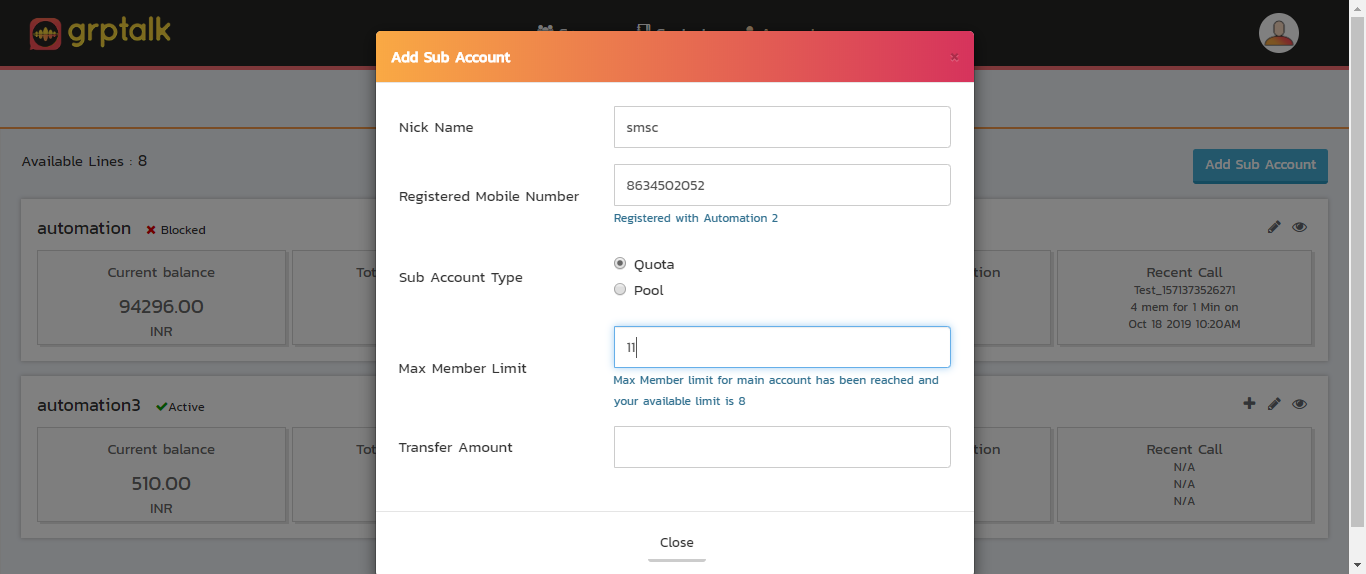 grptalk
Add Sub Account
×
Nick Name
smsc
Available Lines : 8
Add Sub Account
Registered Mobile Number
8634502052
Registered with Automation 2
automation
Blocked
Current balance
94296.00
INR
Tot
tion
Recent Call
Test_1571373526271
4 mem for 1 Min on
Oct 18 2019 10:20AM
Sub Account Type
Quota
Pool
Max Member Limit
11
Max Member limit for main account has been reached and
your available limit is 8
automation3
Active
Current balance
510.00
INR
Tot
tion
Recent Call
N/A
N/A
N/A
Transfer Amount
Close